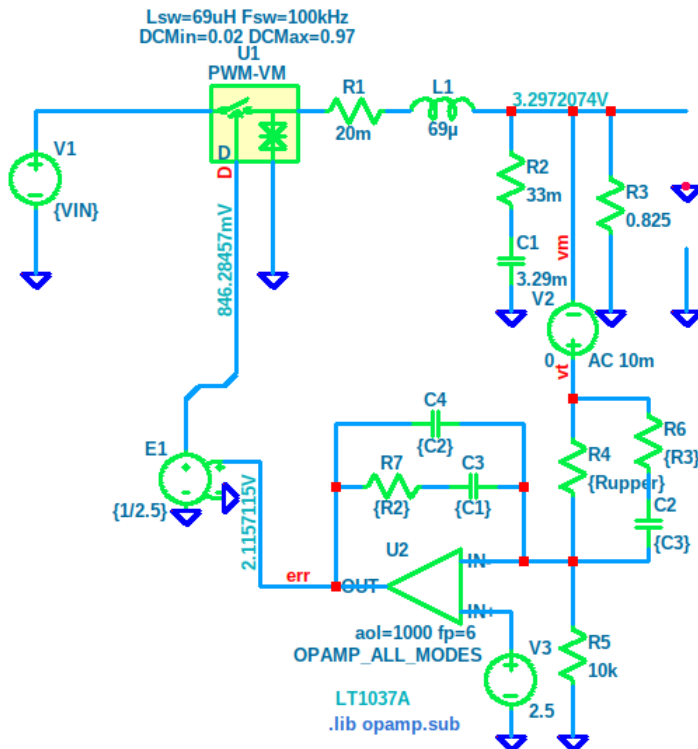 Lsw=69uH Fsw=100kHz
DCMin=0.02 DCMax=0.97
U1
PWM-VM
R1
20m
L1
69µ
3.2972074V
V1
{VIN}
D
D
846.28457mV
R2
33m
C1
3.29m
vm
R3
0.825
V2
0
AC 10m
vt
C4
{C2}
R7
{R2}
C3
{C1}
R4
{Rupper}
R6
{R3}
C2
{C3}
E1
{1/2.5}
2.1157115V
err
U2
OUT
IN-
IN+
aol=1000 fp=6
OPAMP_ALL_MODES
V3
2.5
R5
10k
LT1037A
.lib opamp.sub